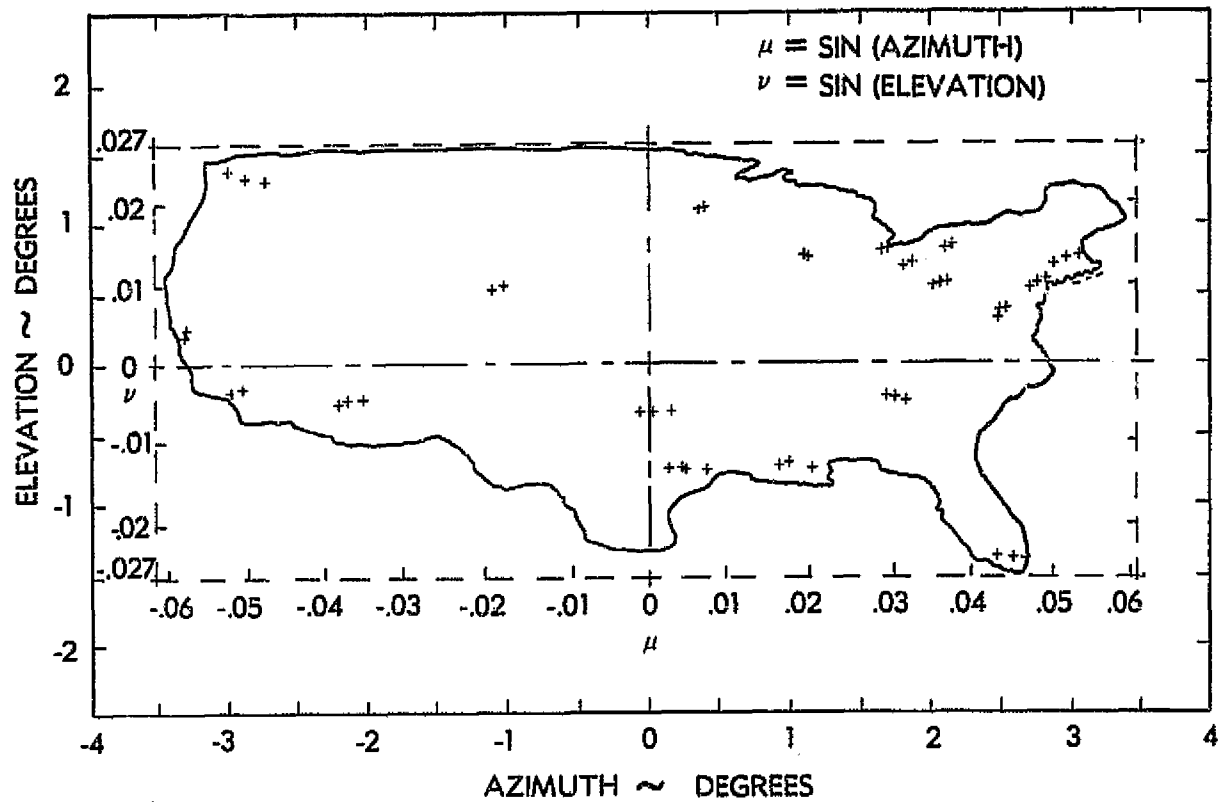 μ = SIN (AZIMUTH)
ν = SIN (ELEVATION)
ELEVATION ~ DEGREES
2
1
0
-1
-2
.027
.02
.01
0
ν
-.01
-.02
-.027
-.06 -.05 -.04 -.03 -.02 -.01 0 .01 .02 .03 .04 .05 .06
μ
-4 -3 -2 -1 0 1 2 3 4
AZIMUTH ~ DEGREES